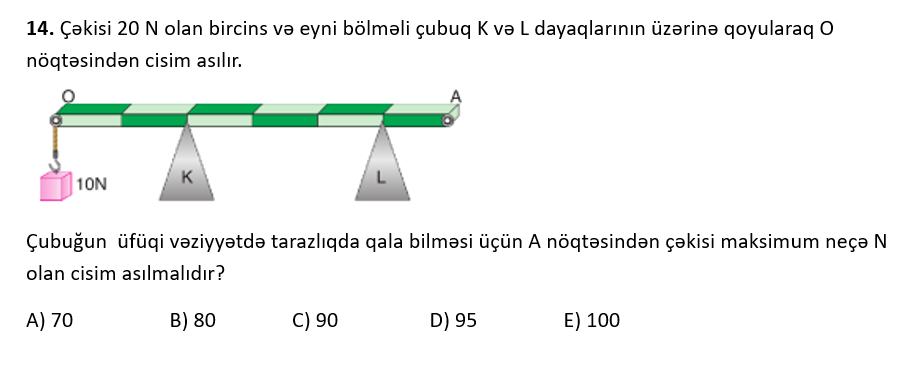 14. Çəkisi 20 N olan bircins və eyni bölməli çubuq K və L dayaqlarının üzərinə qoyularaq O
nöqtəsindən cisim asılır.
O
A
K
L
10N
Çubuğun üfüqi vəziyyətdə tarazlıqda qala bilməsi üçün A nöqtəsindən çəkisi maksimum neçə N
olan cisim asılmalıdır?
A) 70 B) 80 C) 90 D) 95 E) 100